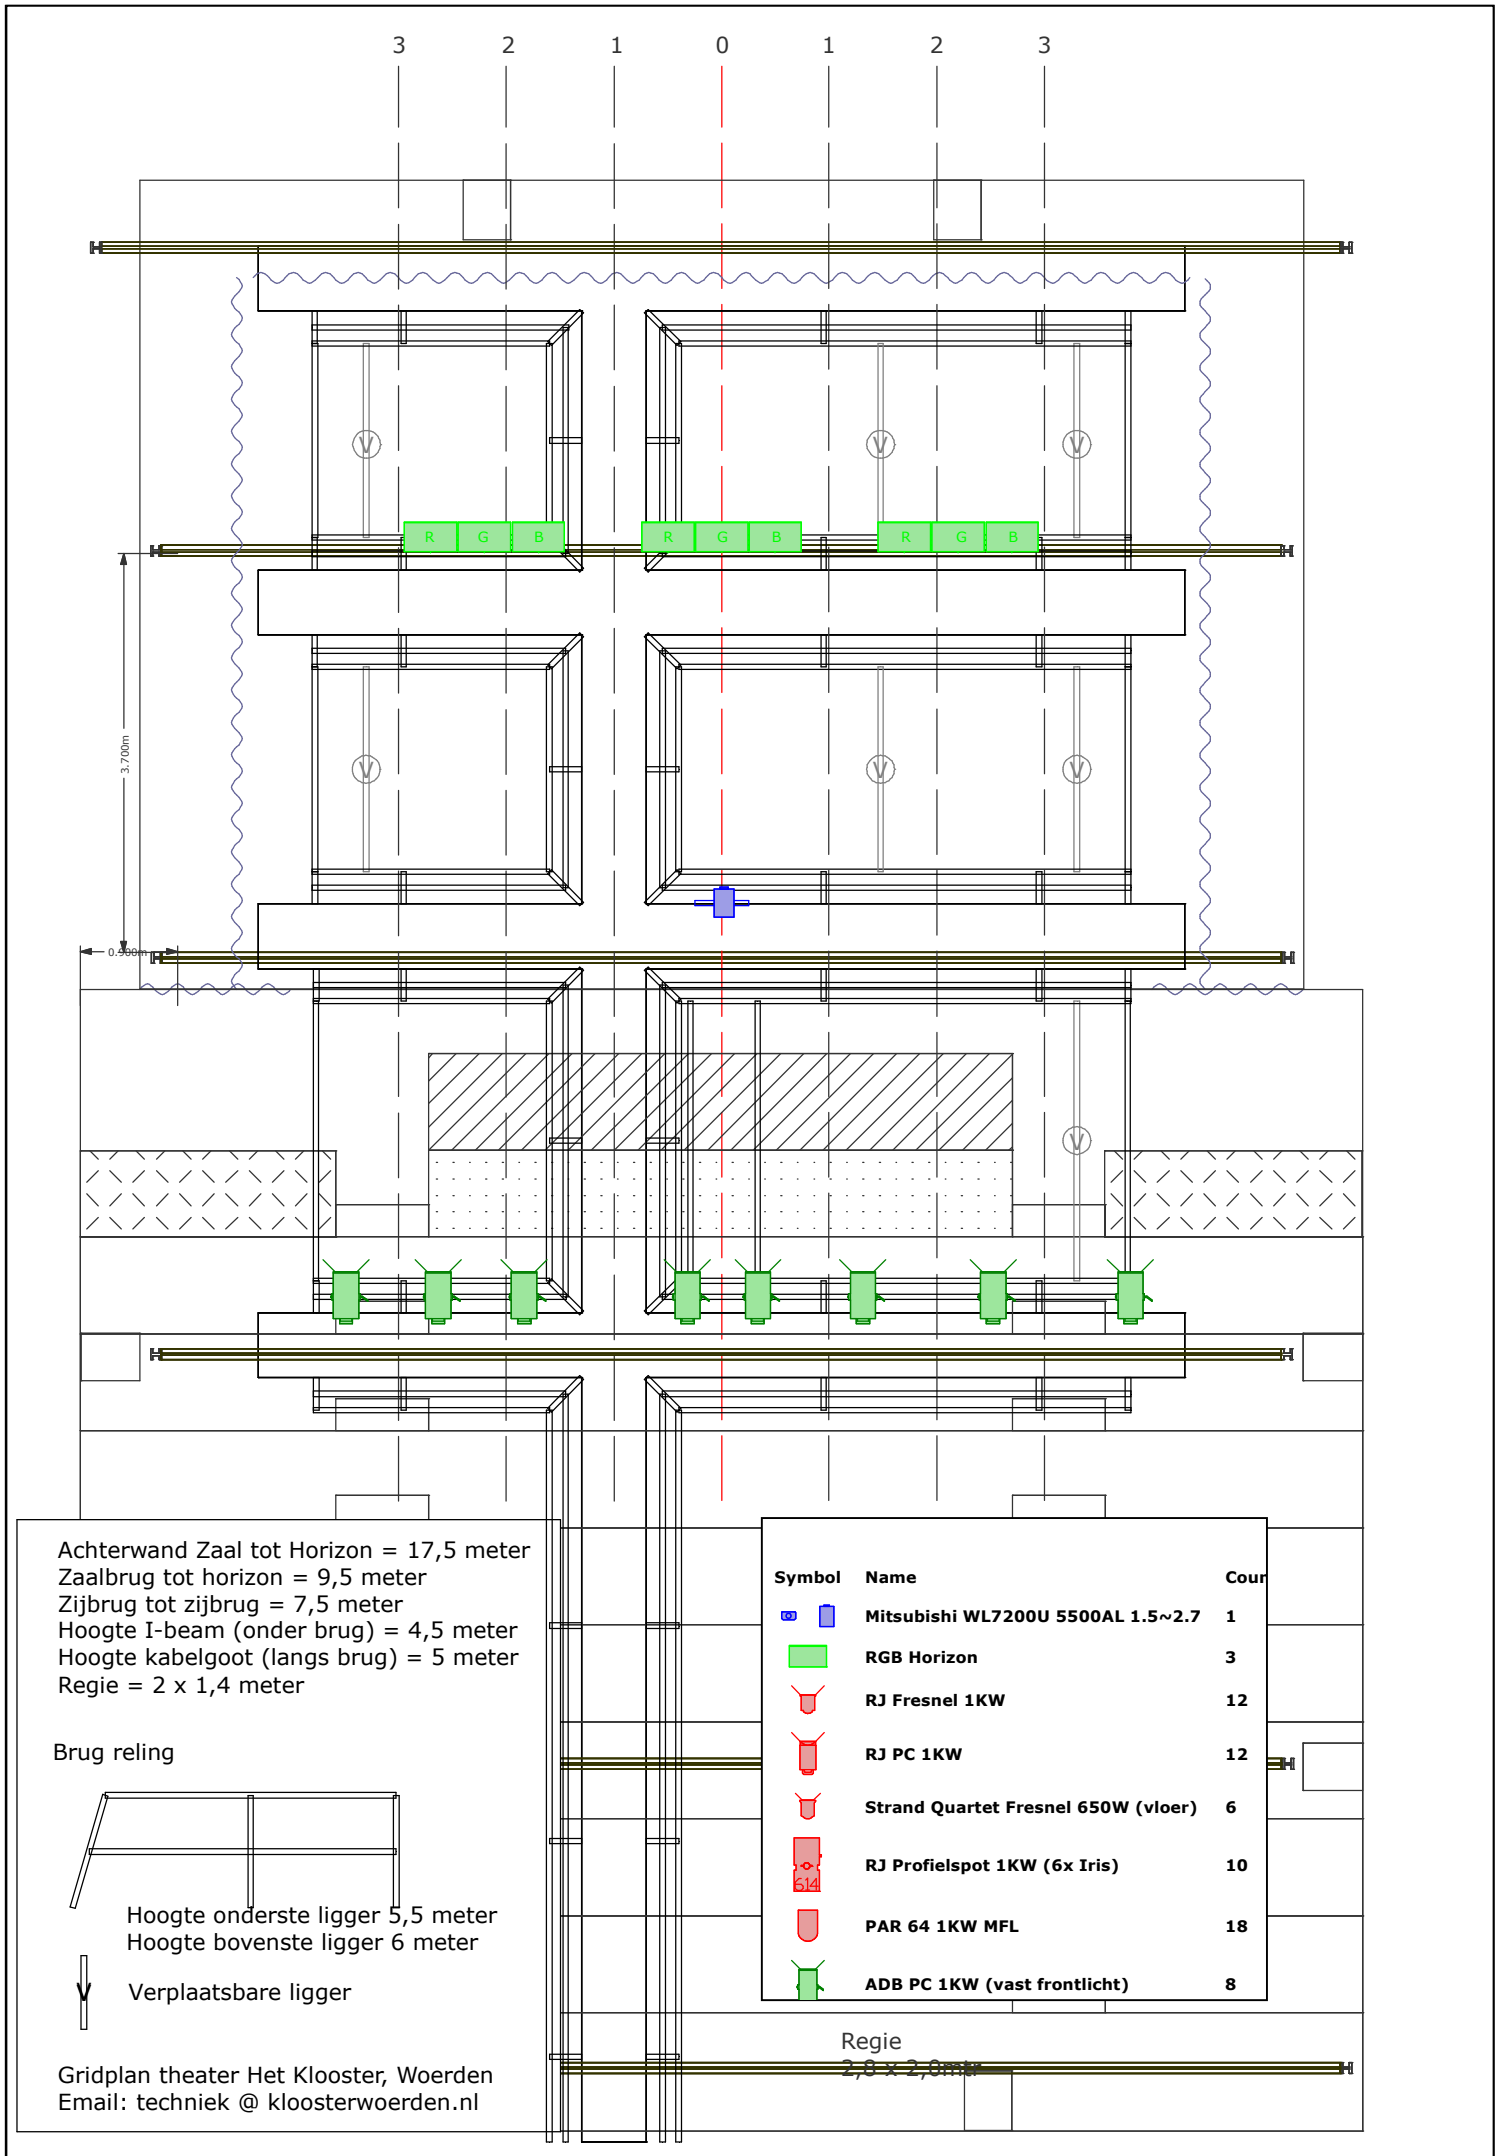 3 2 1 0 1 2 3
V V V
R G B R G B R G B
3.700m
V V V
0.900m
V
Achterwand Zaal tot Horizon = 17,5 meter
Zaalbrug tot horizon = 9,5 meter
Zijbrug tot zijbrug = 7,5 meter
Hoogte I-beam (onder brug) = 4,5 meter
Hoogte kabelgoot (langs brug) = 5 meter
Regie = 2 x 1,4 meter
Brug reling
Hoogte onderste ligger 5,5 meter
Hoogte bovenste ligger 6 meter
V Verplaatsbare ligger
Gridplan theater Het Klooster, Woerden
Email: techniek @ kloosterwoerden.nl
Symbol Name Cour
Mitsubishi WL7200U 5500AL 1.5~2.7 1
RGB Horizon 3
RJ Fresnel 1KW 12
RJ PC 1KW 12
Strand Quartet Fresnel 650W (vloer) 6
RJ Profielspot 1KW (6x Iris) 10
614
PAR 64 1KW MFL 18
ADB PC 1KW (vast frontlicht) 8
Regie
2,8 x 2,0mtr